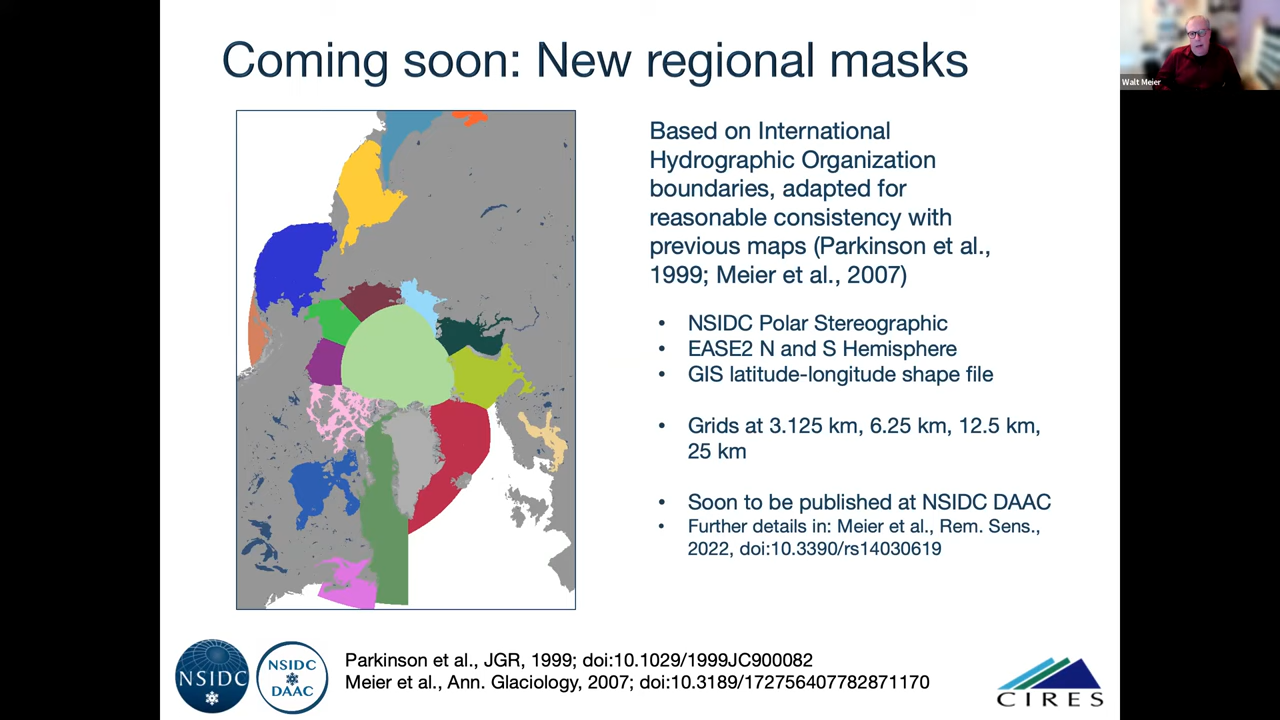 Coming soon: New regional masks
Walt Meier
Based on International
Hydrographic Organization
boundaries, adapted for
reasonable consistency with
previous maps (Parkinson et al.,
1999; Meier et al., 2007)
• NSIDC Polar Stereographic
• EASE2 N and S Hemisphere
• GIS latitude-longitude shape file
• Grids at 3.125 km, 6.25 km, 12.5 km,
25 km
• Soon to be published at NSIDC DAAC
• Further details in: Meier et al., Rem. Sens.,
2022, doi:10.3390/rs14030619
NSIDC
NSIDC
DAAC
Parkinson et al., JGR, 1999; doi:10.1029/1999JC900082
Meier et al., Ann. Glaciology, 2007; doi:10.3189/172756407782871170
CIRES